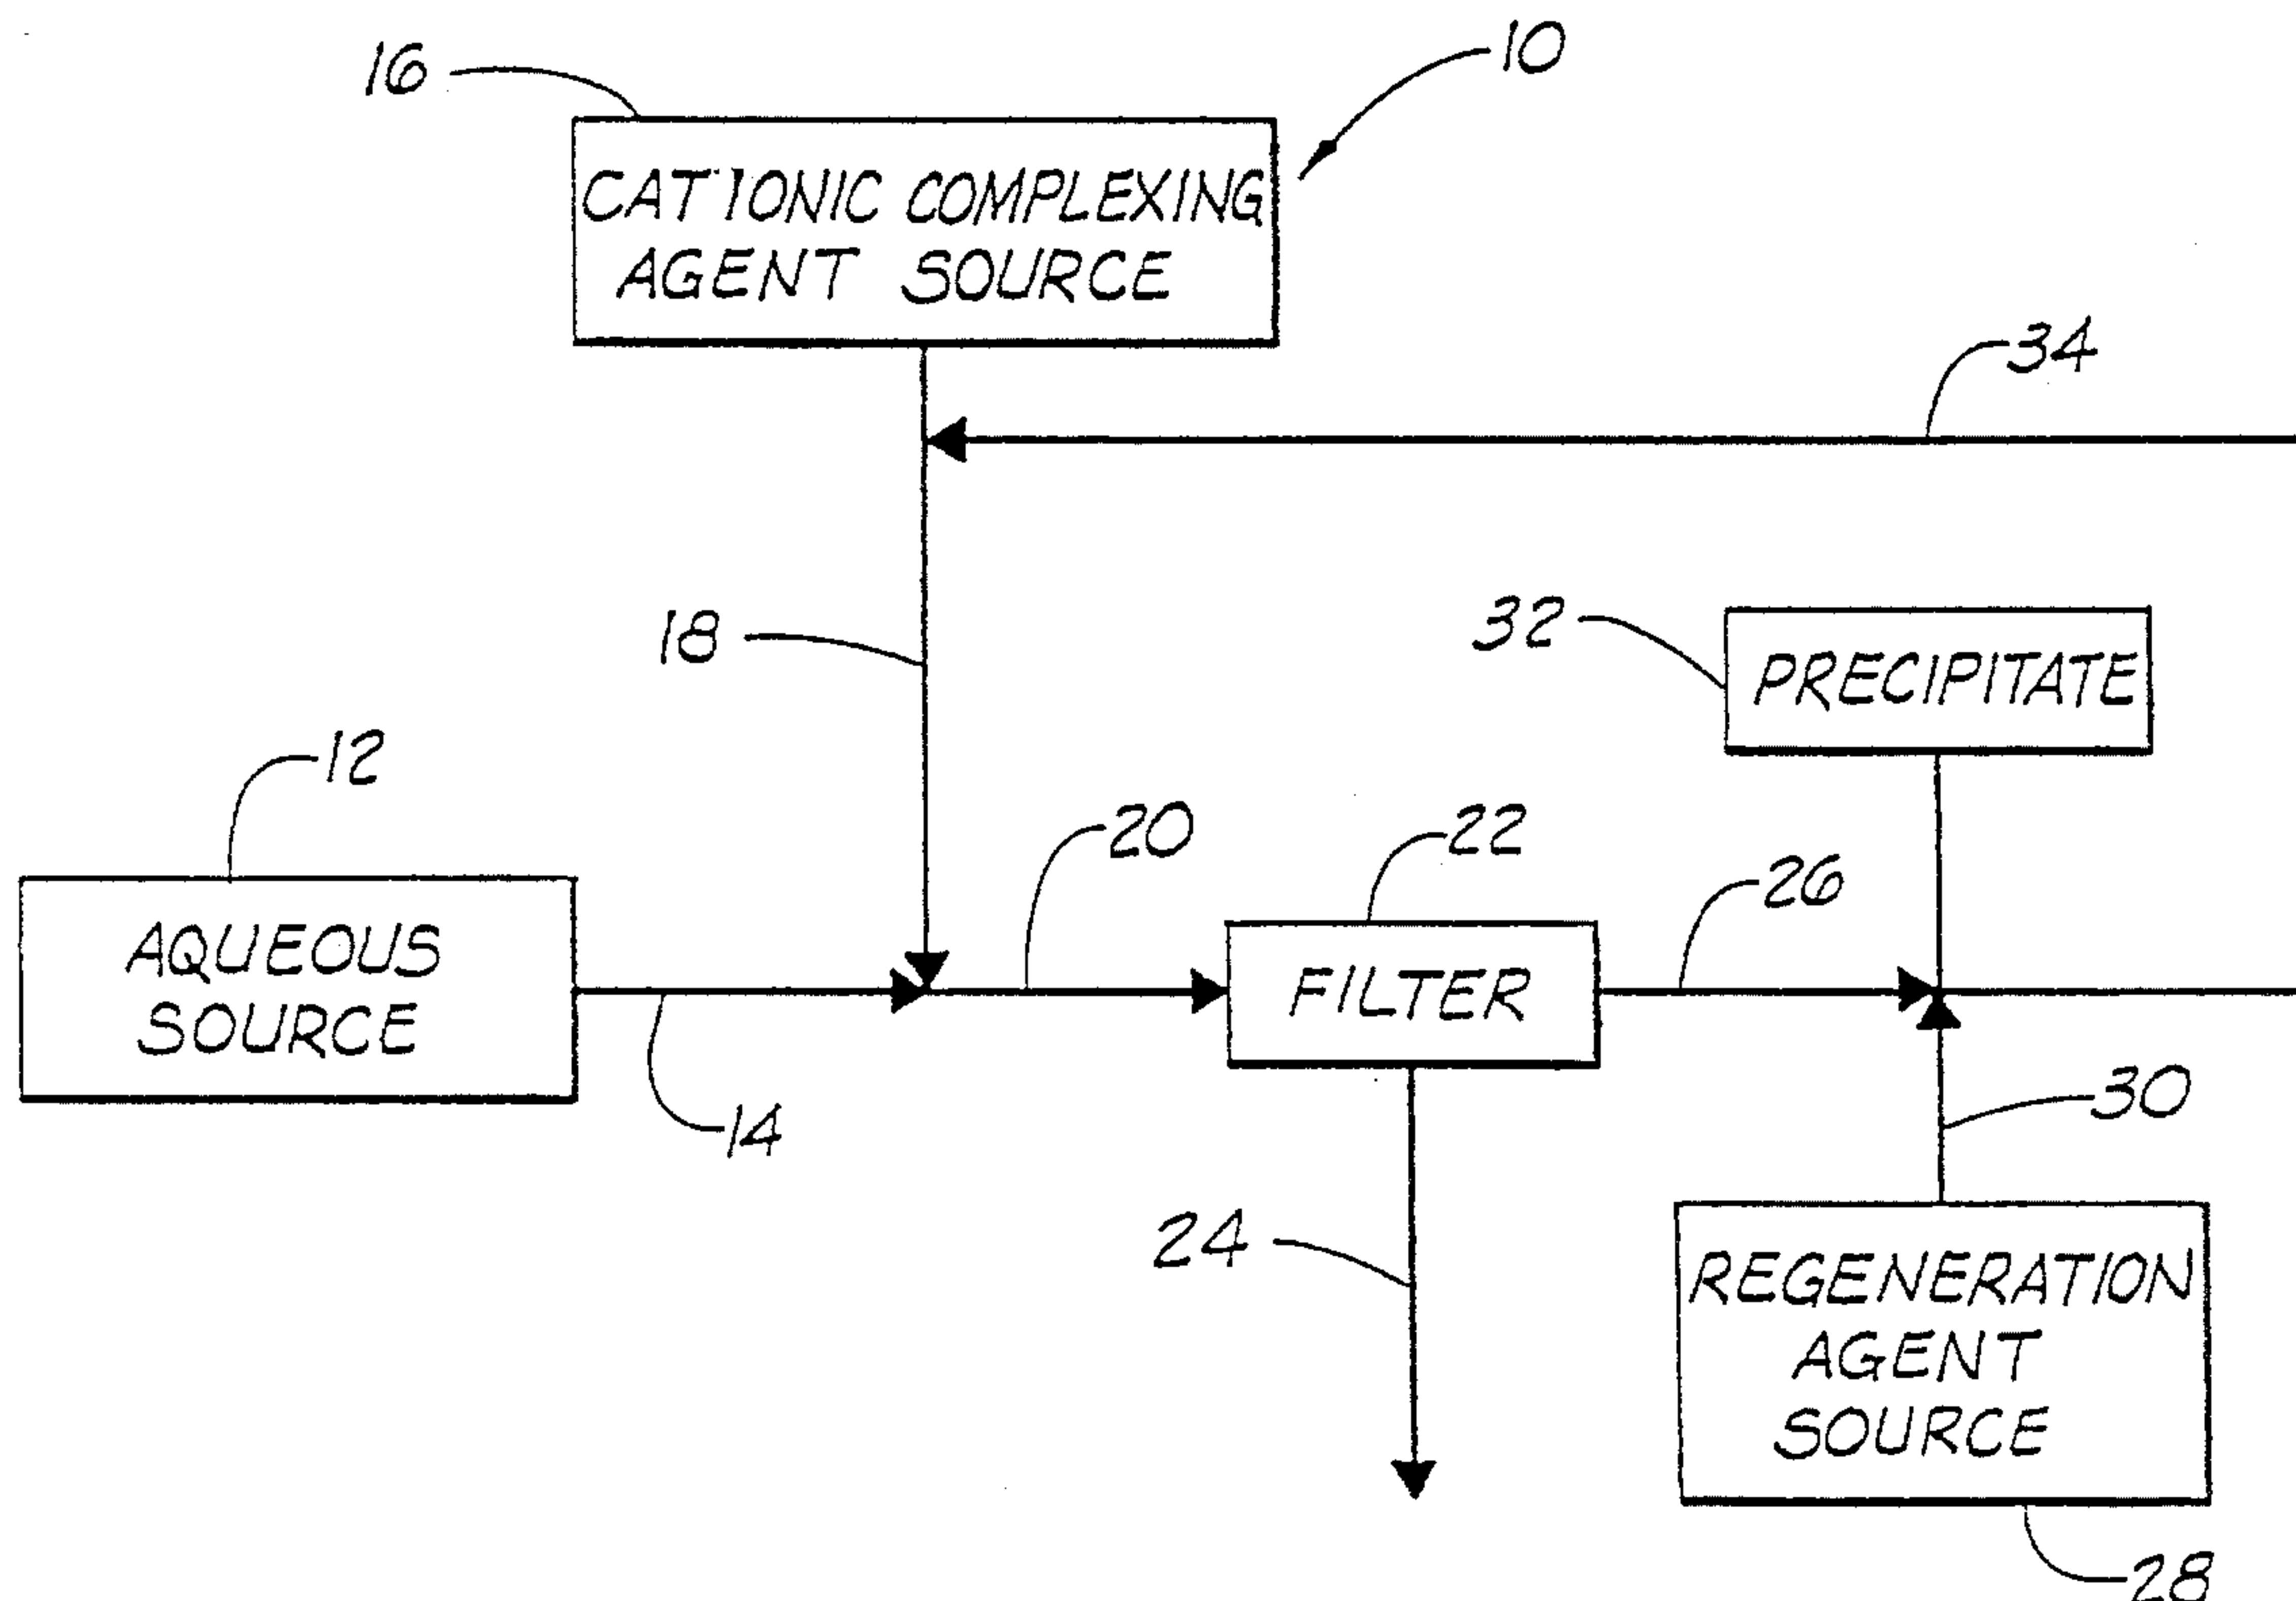 16
10
CATIONIC COMPLEXING
AGENT SOURCE
34
18
32
PRECIPITATE
12
20
22
26
AQUEOUS
SOURCE
FILTER
14
30
24
REGENERATION
AGENT
SOURCE
28